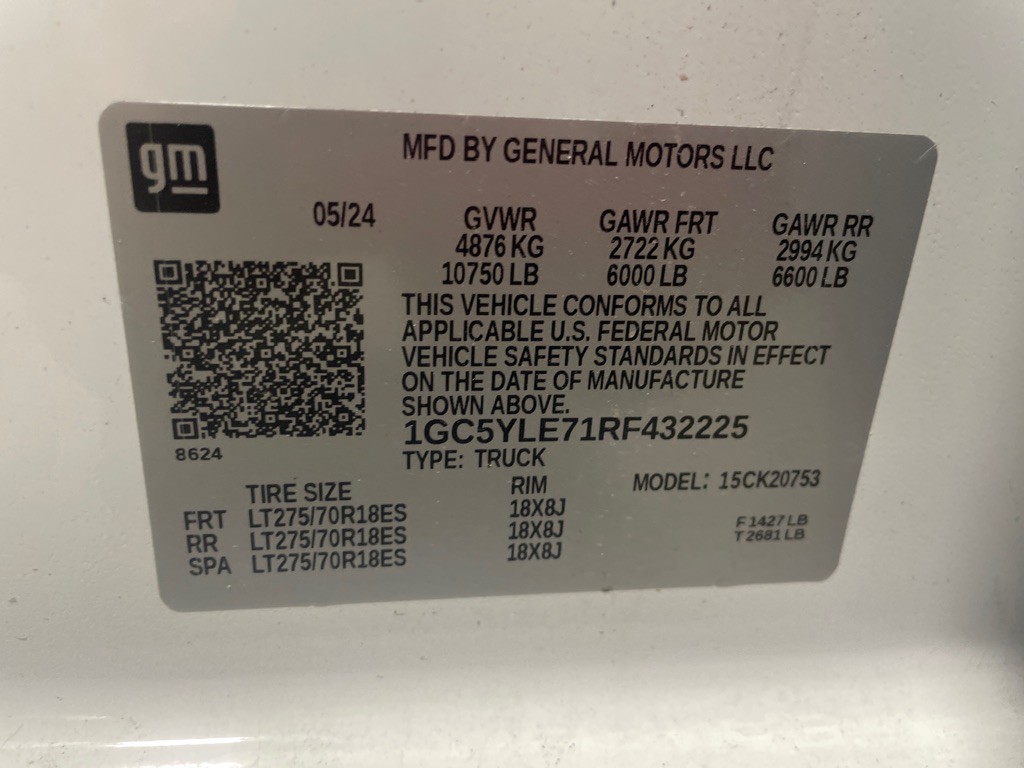 gm
MFD BY GENERAL MOTORS LLC
05/24 GVWR GAWR FRT GAWR RR
4876 KG 2722 KG 2994 KG
10750 LB 6000 LB 6600 LB
THIS VEHICLE CONFORMS TO ALL
APPLICABLE U.S. FEDERAL MOTOR
VEHICLE SAFETY STANDARDS IN EFFECT
ON THE DATE OF MANUFACTURE
SHOWN ABOVE.
8624
1GC5YLE71RF432225
TYPE: TRUCK
MODEL: 15CK20753
TIRE SIZE RIM
FRT LT275/70R18ES 18X8J
RR LT275/70R18ES 18X8J
SPA LT275/70R18ES 18X8J
F 1427 LB
T 2681 LB